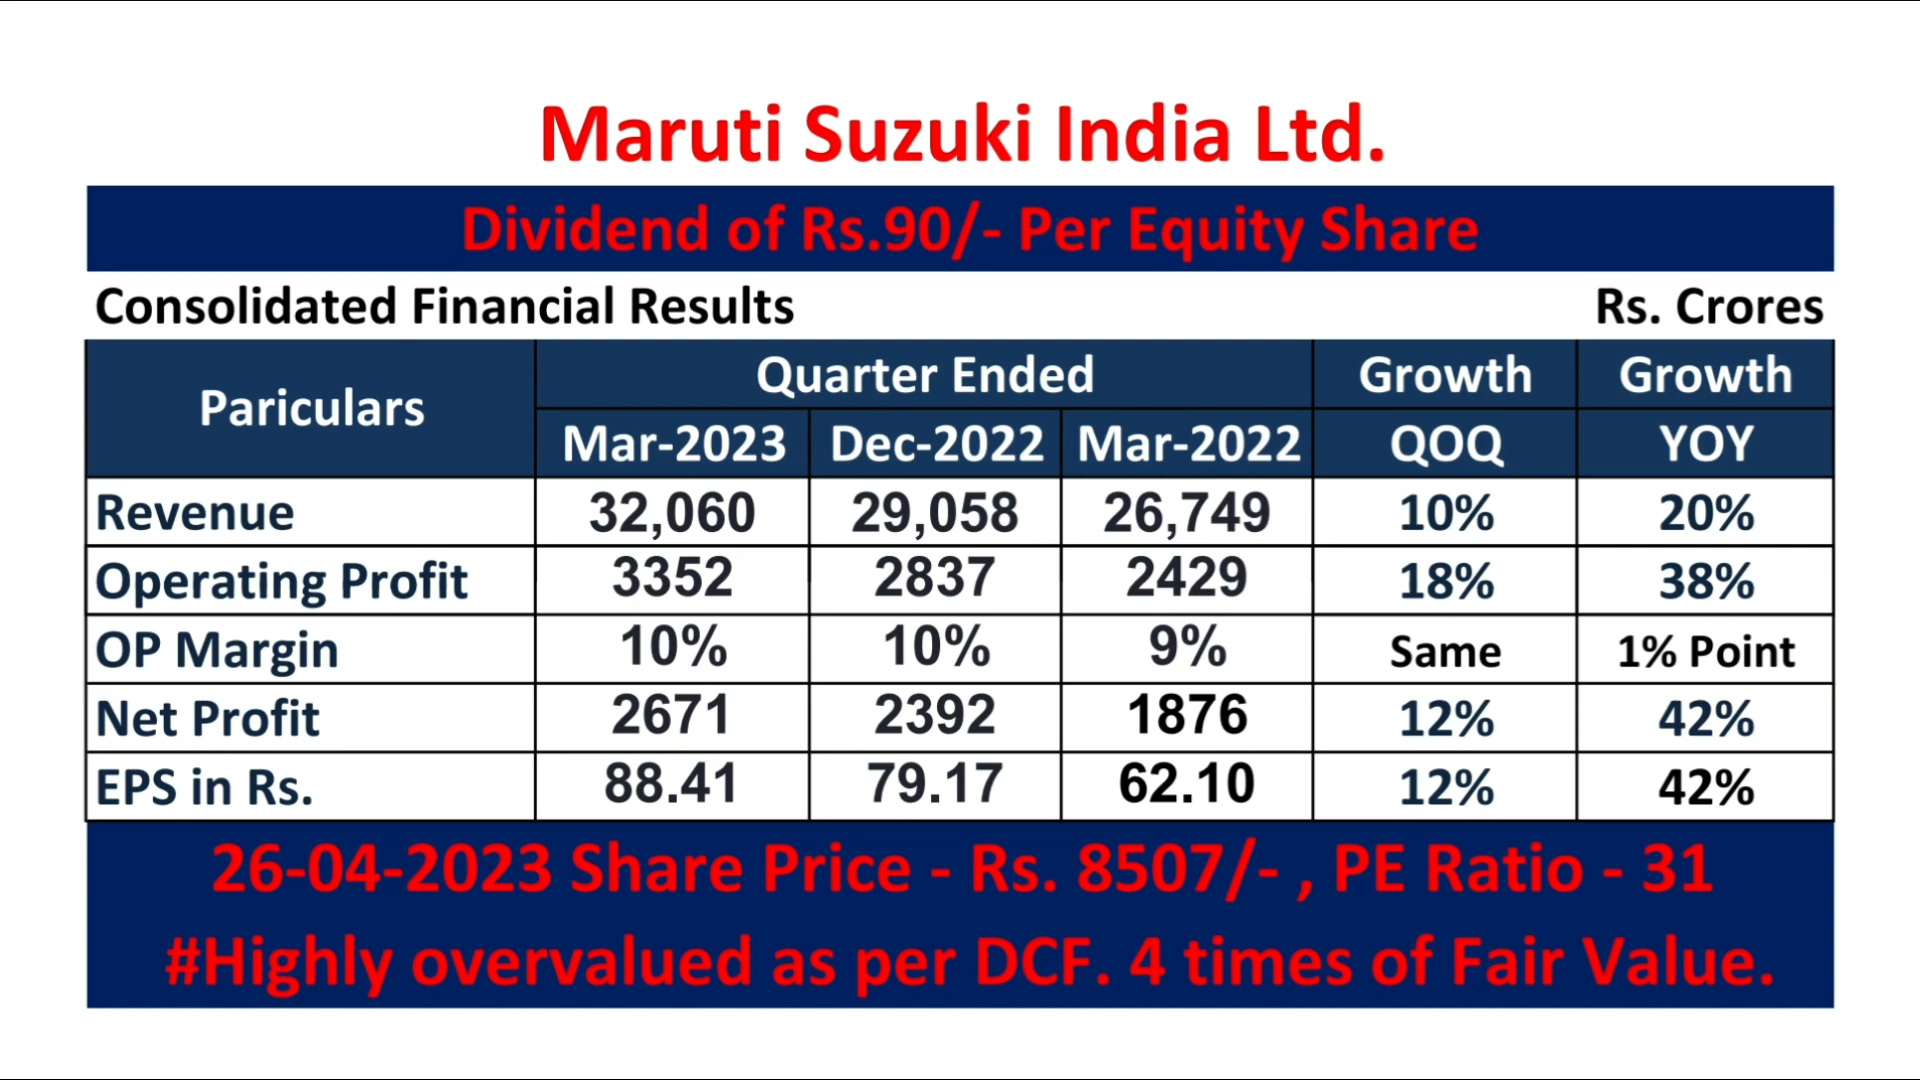 Maruti Suzuki India Ltd.
Dividend of Rs.90/- Per Equity Share
Consolidated Financial Results Rs. Crores
Pariculars Quarter Ended Growth Growth
Mar-2023 Dec-2022 Mar-2022 QOQ YOY
Revenue 32,060 29,058 26,749 10% 20%
Operating Profit 3352 2837 2429 18% 38%
OP Margin 10% 10% 9% Same 1% Point
Net Profit 2671 2392 1876 12% 42%
EPS in Rs. 88.41 79.17 62.10 12% 42%
26-04-2023 Share Price - Rs. 8507/- , PE Ratio - 31
#Highly overvalued as per DCF. 4 times of Fair Value.